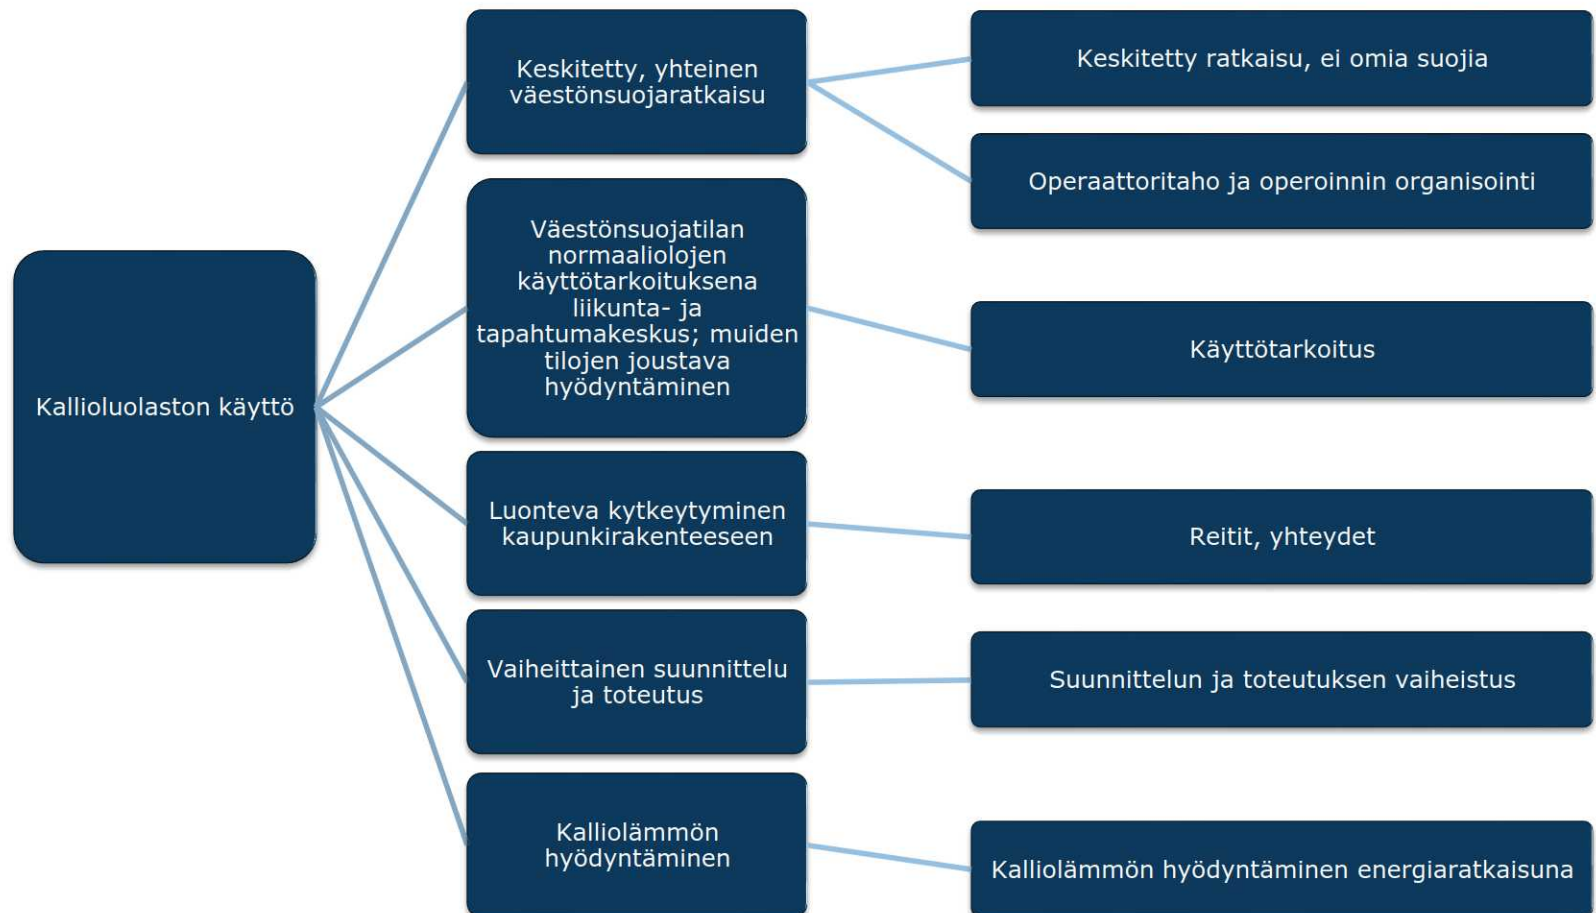 Kallioluolaston käyttö
Keskitetty, yhteinen
väestönsuojaratkaisu
Keskitetty ratkaisu, ei omia suojia
Operaattoritaho ja operoinnin organisointi
Väestönsuojatilan
normaaliolojen
käyttötarkoituksena
liikunta- ja
tapahtumakeskus; muiden
tilojen joustava
hyödyntäminen
Käyttötarkoitus
Luonteva kytkeytyminen
kaupunkirakenteeseen
Reitit, yhteydet
Vaiheittainen suunnittelu
ja toteutus
Suunnittelun ja toteutuksen vaiheistus
Kalliolämmön
hyödyntäminen
Kalliolämmön hyödyntäminen energiaratkaisuna